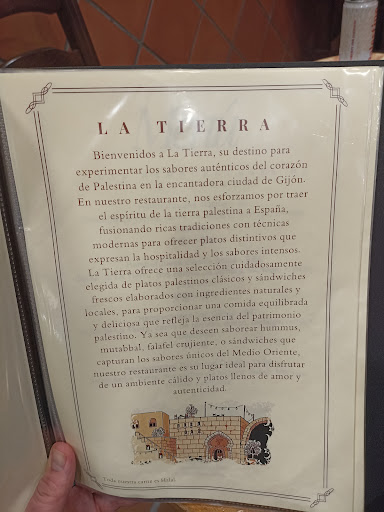 LA TIERRA
Bienvenidos a La Tierra, su destino para
experimentar los sabores auténticos del corazón
de Palestina en la encantadora ciudad de Gijón.
En nuestro restaurante, nos esforzamos por traer
el espíritu de la tierra palestina a España,
fusionando ricas tradiciones con técnicas
modernas para ofrecer platos distintivos que
expresan la hospitalidad y los sabores intensos.
La Tierra ofrece una selección cuidadosamente
elegida de platos palestinos clásicos y sándwiches
frescos elaborados con ingredientes naturales y
locales, para proporcionar una comida equilibrada
y deliciosa que refleja la esencia del patrimonio
palestino. Ya sea que deseen saborear hummus,
mutabbal, falafel crujiente, o sándwiches que
capturan los sabores únicos del Medio Oriente,
nuestro restaurante es su lugar ideal para disfrutar
de un ambiente cálido y platos llenos de amor y
autenticidad.
Toda nuestra carne es Halal